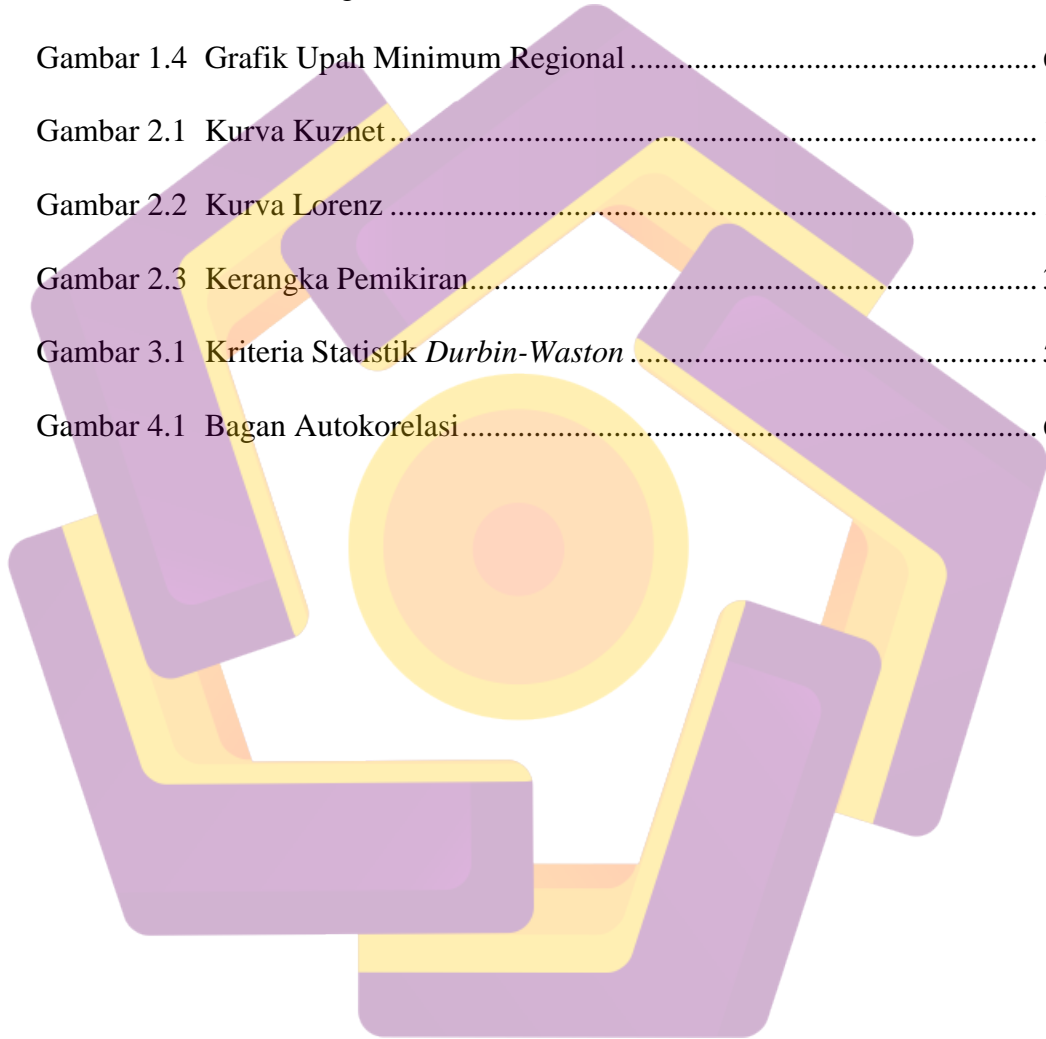 Gambar 1.4 Grafik Upah Minimum Regional ..................................................
Gambar 2.1 Kurva Kuznet ................................................................................
Gambar 2.2 Kurva Lorenz ................................................................................
Gambar 2.3 Kerangka Pemikiran......................................................................
Gambar 3.1 Kriteria Statistik Durbin-Waston ..................................................
Gambar 4.1 Bagan Autokorelasi.......................................................................